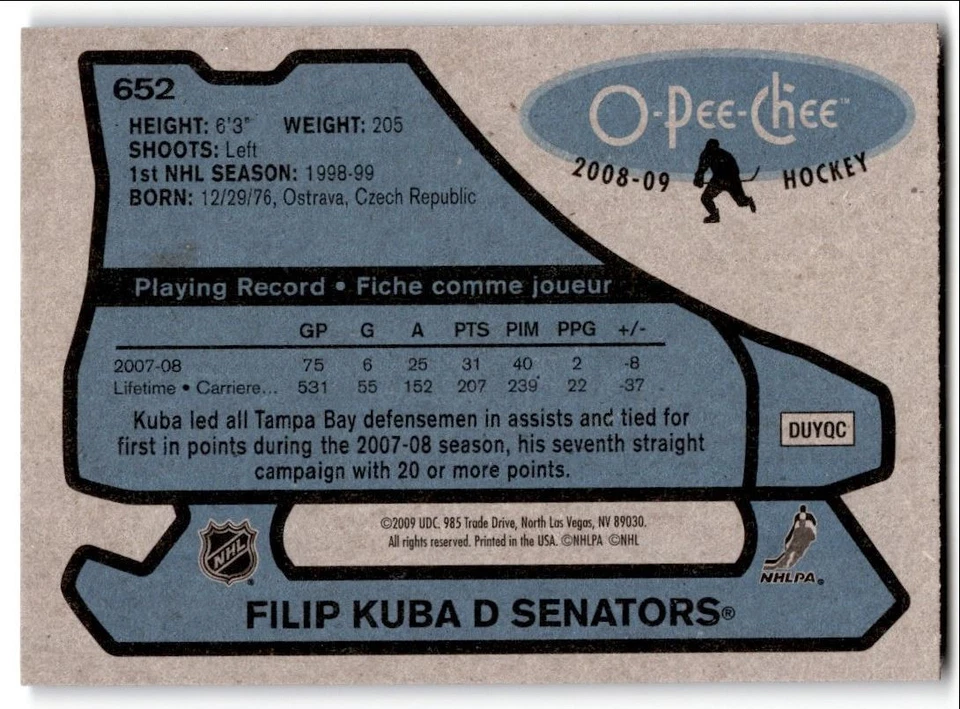 652
HEIGHT: 6'3" WEIGHT: 205
SHOOTS: Left
1st NHL SEASON: 1998-99
BORN: 12/29/76, Ostrava, Czech Republic
O-Pee-Chee™
2008-09 HOCKEY
Playing Record • Fiche comme joueur
GP G A PTS PIM PPG +/-
2007-08 75 6 25 31 40 2 -8
Lifetime • Carriere... 531 55 152 207 239 22 -37
Kuba led all Tampa Bay defensemen in assists and tied for
first in points during the 2007-08 season, his seventh straight
campaign with 20 or more points.
DUYQC
©2009 UDC. 985 Trade Drive, North Las Vegas, NV 89030.
All rights reserved. Printed in the USA. ©NHLPA ©NHL
NHL®
NHLPA®
FILIP KUBA D SENATORS®